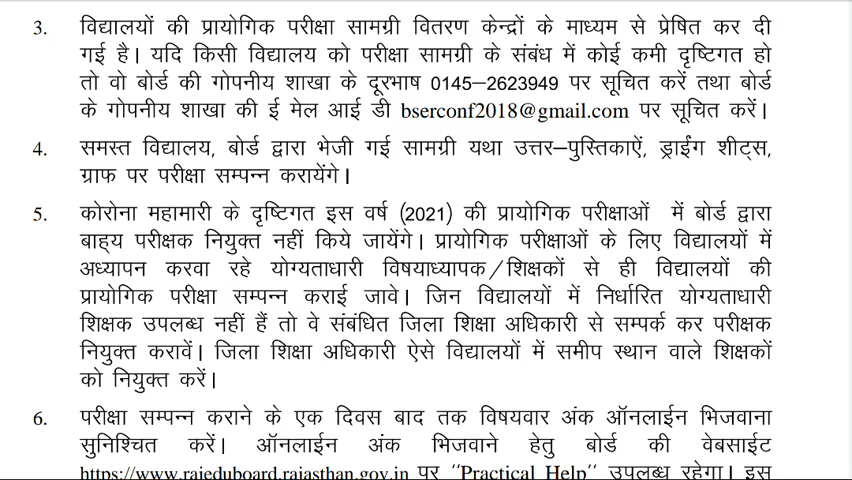 3. विद्यालयों की प्रायोगिक परीक्षा सामग्री वितरण केन्द्रों के माध्यम से प्रेषित कर दी
गई है। यदि किसी विद्यालय को परीक्षा सामग्री के संबंध में कोई कमी दृष्टिगत हो
तो वो बोर्ड की गोपनीय शाखा के दूरभाष 0145–2623949 पर सूचित करें तथा बोर्ड
के गोपनीय शाखा की ई मेल आई डी bserconf2018@gmail.com पर सूचित करें।
4. समस्त विद्यालय, बोर्ड द्वारा भेजी गई सामग्री यथा उत्तर–पुस्तिकाऐं, ड्राईंग शीट्स,
ग्राफ पर परीक्षा सम्पन्न करायेंगे।
5. कोरोना महामारी के दृष्टिगत इस वर्ष (2021) की प्रायोगिक परीक्षाओं में बोर्ड द्वारा
बाह्य परीक्षक नियुक्त नहीं किये जायेंगे। प्रायोगिक परीक्षाओं के लिए विद्यालयों में
अध्यापन करवा रहे योग्यताधारी विषयाध्यापक/शिक्षकों से ही विद्यालयों की
प्रायोगिक परीक्षा सम्पन्न कराई जावे। जिन विद्यालयों में निर्धारित योग्यताधारी
शिक्षक उपलब्ध नहीं हैं तो वे संबंधित जिला शिक्षा अधिकारी से सम्पर्क कर परीक्षक
नियुक्त करावें। जिला शिक्षा अधिकारी ऐसे विद्यालयों में समीप स्थान वाले शिक्षकों
को नियुक्त करें।
6. परीक्षा सम्पन्न कराने के एक दिवस बाद तक विषयवार अंक ऑनलाईन भिजवाना
सुनिश्चित करें। ऑनलाईन अंक भिजवाने हेतु बोर्ड की वेबसाईट
https://www.rajeduboard.rajasthan.gov.in पर “Practical Help” उपलब्ध रहेगा। इस